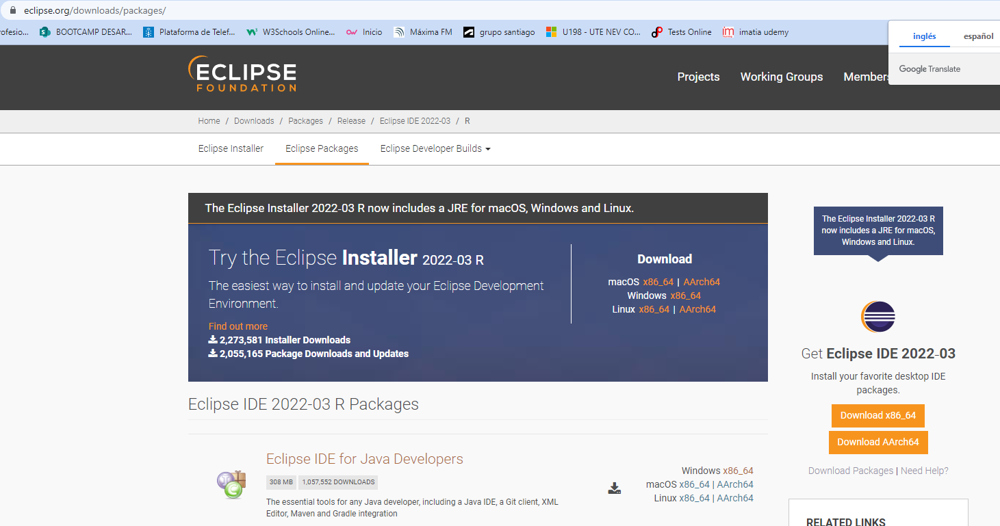 eclipse.org/downloads/packages/
rofesio...
BOOTCAMP DESAR...
Plataforma de Telef...
W3Schools Online...
Inicio
Máxima FM
grupo santiago
U198 - UTE NEV CO...
Tests Online
imatia udemy
inglés
español
Google Translate
ECLIPSE
FOUNDATION
Projects
Working Groups
Members
Home / Downloads / Packages / Release / Eclipse IDE 2022-03 / R
Eclipse Installer
Eclipse Packages
Eclipse Developer Builds
The Eclipse Installer 2022-03 R now includes a JRE for macOS, Windows and Linux.
Try the Eclipse Installer 2022-03 R
The easiest way to install and update your Eclipse Development
Environment.
Find out more
2,273,581 Installer Downloads
2,055,165 Package Downloads and Updates
Download
macOS x86_64 | AArch64
Windows x86_64
Linux x86_64 | AArch64
The Eclipse Installer 2022-03 R
now includes a JRE for macOS,
Windows and Linux.
Get Eclipse IDE 2022-03
Install your favorite desktop IDE
packages.
Download x86_64
Download AArch64
Download Packages | Need Help?
Eclipse IDE 2022-03 R Packages
Eclipse IDE for Java Developers
308 MB
1,057,552 DOWNLOADS
The essential tools for any Java developer, including a Java IDE, a Git client, XML
Editor, Maven and Gradle integration
Windows x86_64
macOS x86_64 | AArch64
Linux x86_64 | AArch64
RELATED LINKS